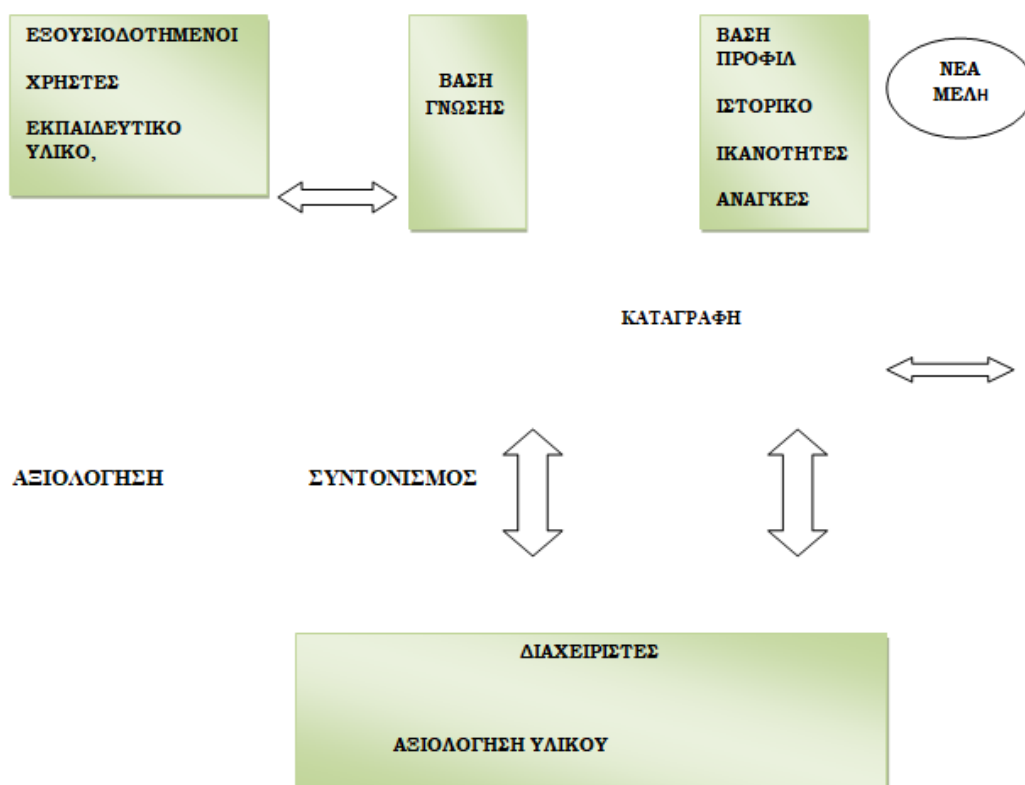 ΕΞΟΥΣΙΟΔΟΤΗΜΕΝΟΙ
ΧΡΗΣΤΕΣ
ΕΚΠΑΙΔΕΥΤΙΚΟ
ΥΛΙΚΟ,
ΒΑΣΗ
ΓΝΩΣΗΣ
ΒΑΣΗ
ΠΡΟΦΙΛ
ΙΣΤΟΡΙΚΟ
ΙΚΑΝΟΤΗΤΕΣ
ΑΝΑΓΚΕΣ
ΝΕΑ
ΜΕΛΗ
ΚΑΤΑΓΡΑΦΗ
ΑΞΙΟΛΟΓΗΣΗ
ΣΥΝΤΟΝΙΣΜΟΣ
ΔΙΑΧΕΙΡΙΣΤΕΣ
ΑΞΙΟΛΟΓΗΣΗ ΥΛΙΚΟΥ